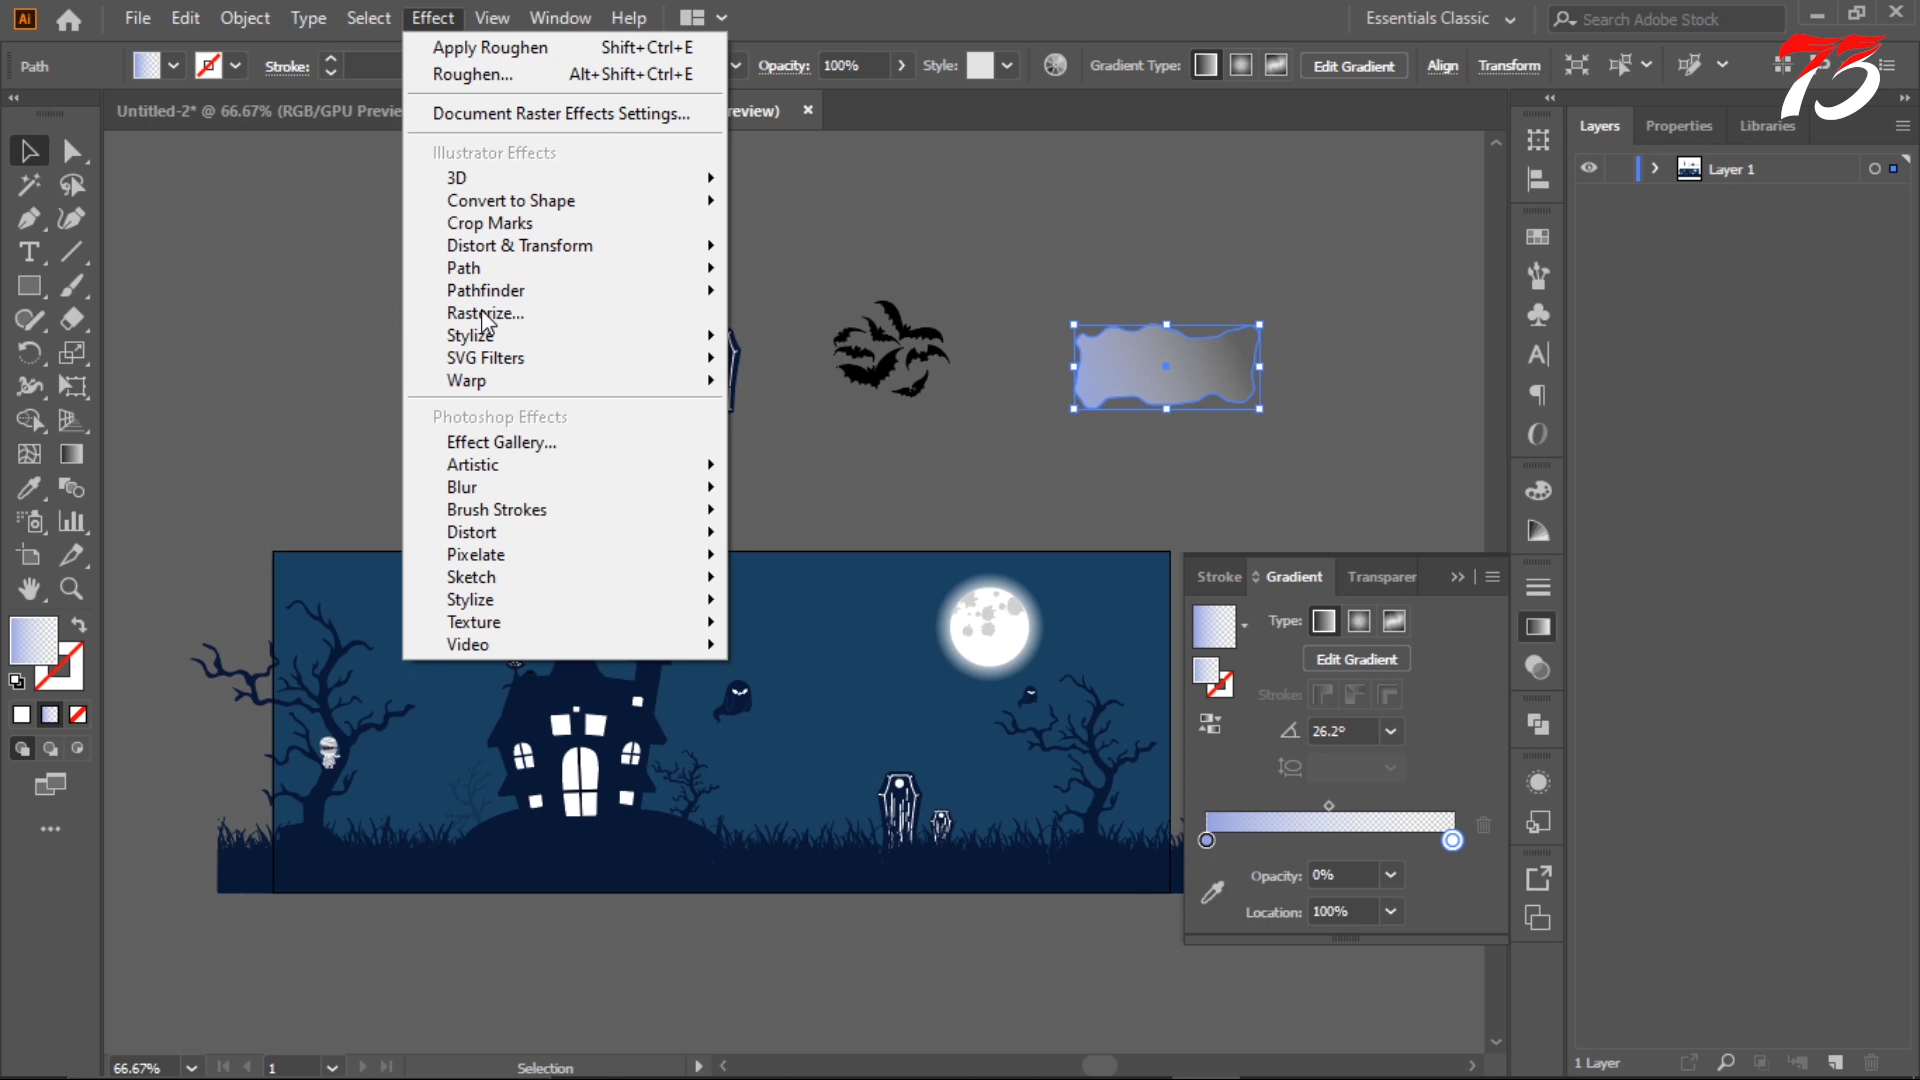 Ai File Edit Object Type Select Effect View Window Help Essentials Classic Search Adobe Stock
Path Stroke: Opacity: 100% Style: Gradient Type: Edit Gradient Align Transform
73
Untitled-2* @ 66.67% (RGB/GPU Previe review) ×
Apply Roughen Shift+Ctrl+E
Roughen... Alt+Shift+Ctrl+E
Document Raster Effects Settings...
Illustrator Effects
3D
Convert to Shape
Crop Marks
Distort & Transform
Path
Pathfinder
Rasterize...
Stylize
SVG Filters
Warp
Photoshop Effects
Effect Gallery...
Artistic
Blur
Brush Strokes
Distort
Pixelate
Sketch
Stylize
Texture
Video
Layers Properties Libraries
Layer 1
Stroke Gradient Transparer
Type:
Edit Gradient
Stroke:
26.2°
Opacity: 0%
Location: 100%
66.67% 1 Selection
1 Layer